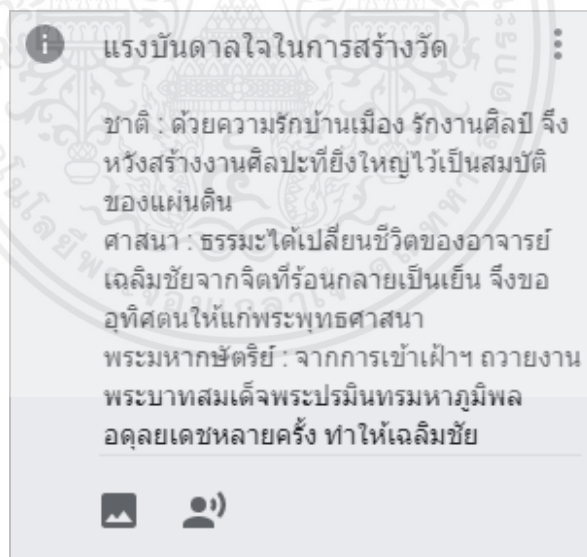 แรงบันดาลใจในการสร้างวัด
ชาติ : ด้วยความรักบ้านเมือง รักงานศิลป์ จึง
หวังสร้างงานศิลปะที่ยิ่งใหญ่ไว้เป็นสมบัติ
ของแผ่นดิน
ศาสนา : ธรรมะได้เปลี่ยนชีวิตของอาจารย์
เฉลิมชัยจากจิตที่ร้อนกลายเป็นเย็น จึงขอ
อุทิศตนให้แก่พระพุทธศาสนา
พระมหากษัตริย์ : จากการเข้าเฝ้าฯ ถวายงาน
พระบาทสมเด็จพระปรมินทรมหาภูมิพล
อดุลยเดชหลายครั้ง ทำให้เฉลิมชัย